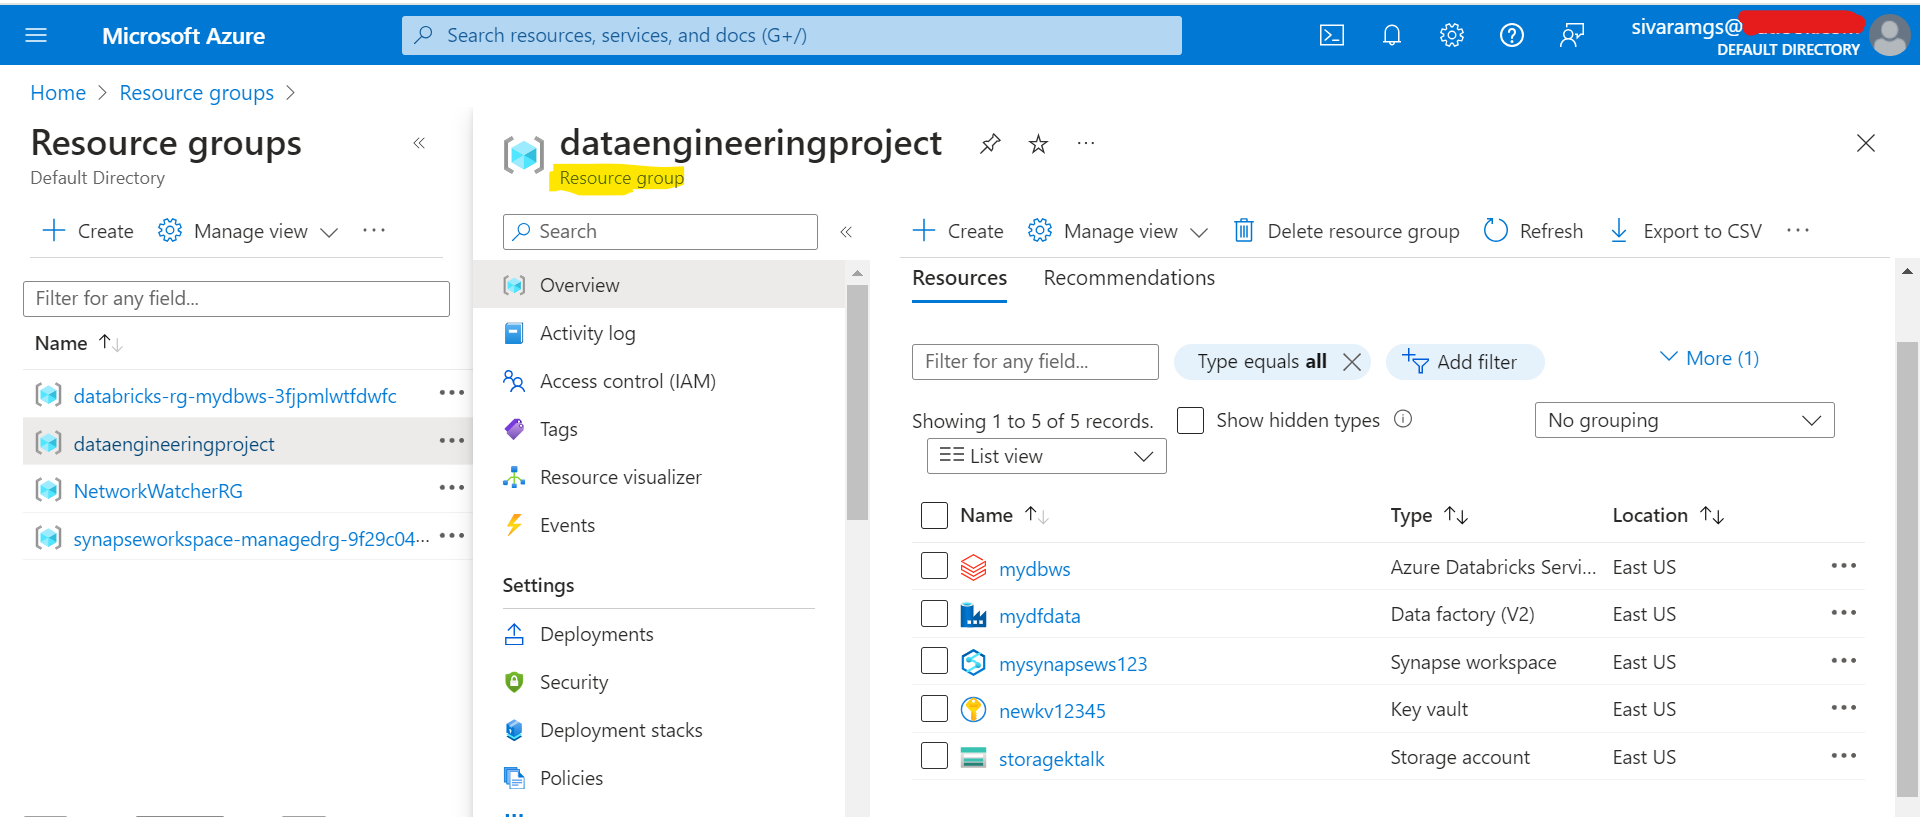 Microsoft Azure
Search resources, services, and docs (G+/)
sivaramgs@
DEFAULT DIRECTORY
Home > Resource groups >
Resource groups
Default Directory
Create Manage view ...
Filter for any field...
Name
databricks-rg-mydbws-3fjpmlwtfdwfc
dataengineeringproject
NetworkWatcherRG
synapseworkspace-managedrg-9f29c04...
dataengineeringproject
Resource group
Search
Overview
Activity log
Access control (IAM)
Tags
Resource visualizer
Events
Settings
Deployments
Security
Deployment stacks
Policies
Create Manage view Delete resource group Refresh Export to CSV ...
Resources Recommendations
Filter for any field... Type equals all Add filter More (1)
Showing 1 to 5 of 5 records. Show hidden types No grouping
List view
Name Type Location
mydbws Azure Databricks Servi... East US
mydfdata Data factory (V2) East US
mysynapsews123 Synapse workspace East US
newkv12345 Key vault East US
storagektalk Storage account East US